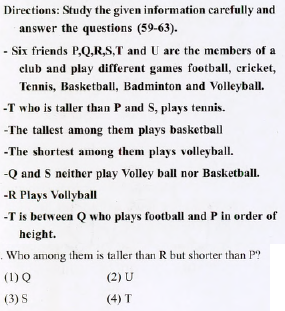 Directions: Study the given information carefully and
answer the questions (59-63).
- Six friends P,Q,R,S,T and U are the members of a
club and play different games football, cricket,
Tennis, Basketball, Badminton and Volleyball.
-T who is taller than P and S, plays tennis.
-The tallest among them plays basketball
-The shortest among them plays volleyball.
-Q and S neither play Volley ball nor Basketball.
-R Plays Vollyball
-T is between Q who plays football and P in order of
height.
. Who among them is taller than R but shorter than P?
(1) Q (2) U
(3) S (4) T